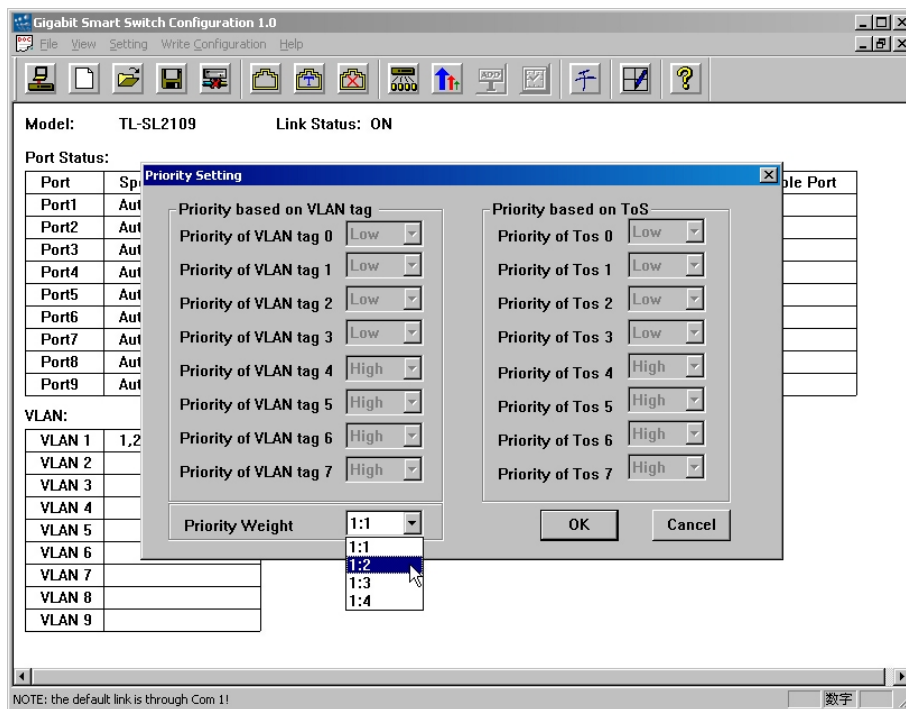 Gigabit Smart Switch Configuration 1.0
File View Setting Write Configuration Help
Model: TL-SL2109 Link Status: ON
Port Status:
Port
Port1
Port2
Port3
Port4
Port5
Port6
Port7
Port8
Port9
Port
VLAN:
VLAN 1 1,2
VLAN 2
VLAN 3
VLAN 4
VLAN 5
VLAN 6
VLAN 7
VLAN 8
VLAN 9
Priority Setting
Priority based on VLAN tag
Priority of VLAN tag 0 Low
Priority of VLAN tag 1 Low
Priority of VLAN tag 2 Low
Priority of VLAN tag 3 Low
Priority of VLAN tag 4 High
Priority of VLAN tag 5 High
Priority of VLAN tag 6 High
Priority of VLAN tag 7 High
Priority based on ToS
Priority of Tos 0 Low
Priority of Tos 1 Low
Priority of Tos 2 Low
Priority of Tos 3 Low
Priority of Tos 4 High
Priority of Tos 5 High
Priority of Tos 6 High
Priority of Tos 7 High
Priority Weight 1:1
1:1
1:2
1:3
1:4
OK Cancel
NOTE: the default link is through Com 1!
数字